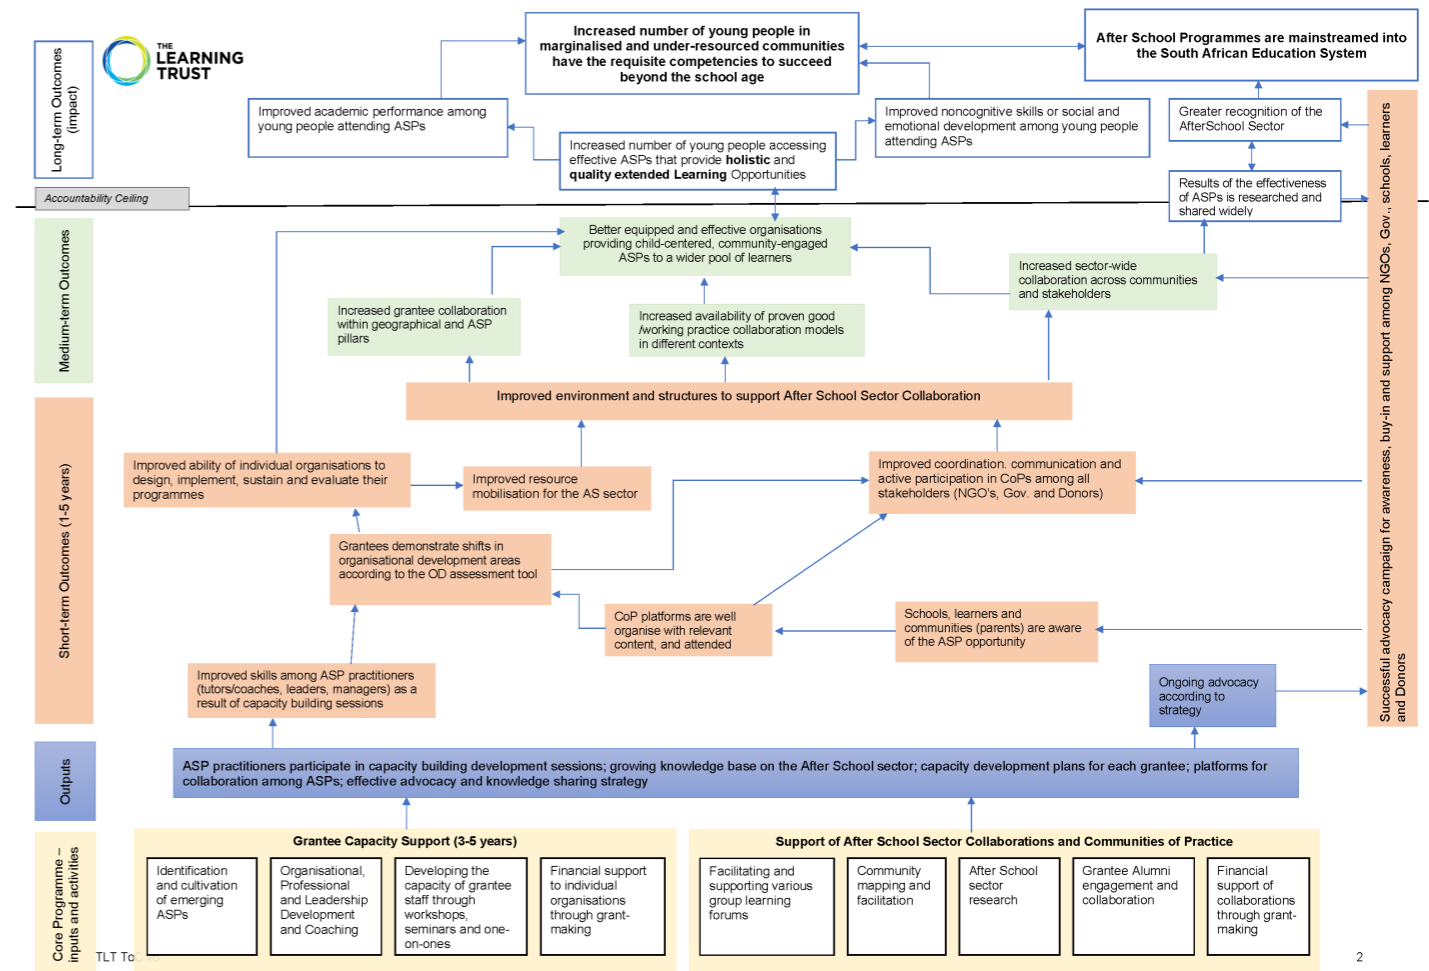 THE
LEARNING
TRUST
Long-term Outcomes
(impact)
Increased number of young people in
marginalised and under-resourced communities
have the requisite competencies to succeed
beyond the school age
After School Programmes are mainstreamed into
the South African Education System
Improved academic performance among
young people attending ASPs
Increased number of young people accessing
effective ASPs that provide holistic and
quality extended Learning Opportunities
Improved noncognitive skills or social and
emotional development among young people
attending ASPs
Greater recognition of the
AfterSchool Sector
Results of the effectiveness
of ASPs is researched and
shared widely
Accountability Ceiling
Medium-term Outcomes
Better equipped and effective organisations
providing child-centered, community-engaged
ASPs to a wider pool of learners
Increased sector-wide
collaboration across communities
and stakeholders
Increased grantee collaboration
within geographical and ASP
pillars
Increased availability of proven good
/working practice collaboration models
in different contexts
Short-term Outcomes (1-5 years)
Improved environment and structures to support After School Sector Collaboration
Improved ability of individual organisations to
design, implement, sustain and evaluate their
programmes
Improved resource
mobilisation for the AS sector
Improved coordination. communication and
active participation in CoPs among all
stakeholders (NGO's, Gov. and Donors)
Grantees demonstrate shifts in
organisational development areas
according to the OD assessment tool
CoP platforms are well
organise with relevant
content, and attended
Schools, learners and
communities (parents) are aware
of the ASP opportunity
Improved skills among ASP practitioners
(tutors/coaches, leaders, managers) as a
result of capacity building sessions
Ongoing advocacy
according to
strategy
Successful advocacy campaign for awareness, buy-in and support among NGOs, Gov., schools, learners
and Donors
Outputs
ASP practitioners participate in capacity building development sessions; growing knowledge base on the After School sector; capacity development plans for each grantee; platforms for
collaboration among ASPs; effective advocacy and knowledge sharing strategy
Core Programme –
inputs and activities
Grantee Capacity Support (3-5 years)
Identification
and cultivation
of emerging
ASPs
Organisational,
Professional
and Leadership
Development
and Coaching
Developing the
capacity of grantee
staff through
workshops,
seminars and one-
on-ones
Financial support
to individual
organisations
through grant-
making
Support of After School Sector Collaborations and Communities of Practice
Facilitating and
supporting various
group learning
forums
Community
mapping and
facilitation
After School
sector
research
Grantee Alumni
engagement and
collaboration
Financial
support of
collaborations
through grant-
making
TLT
2